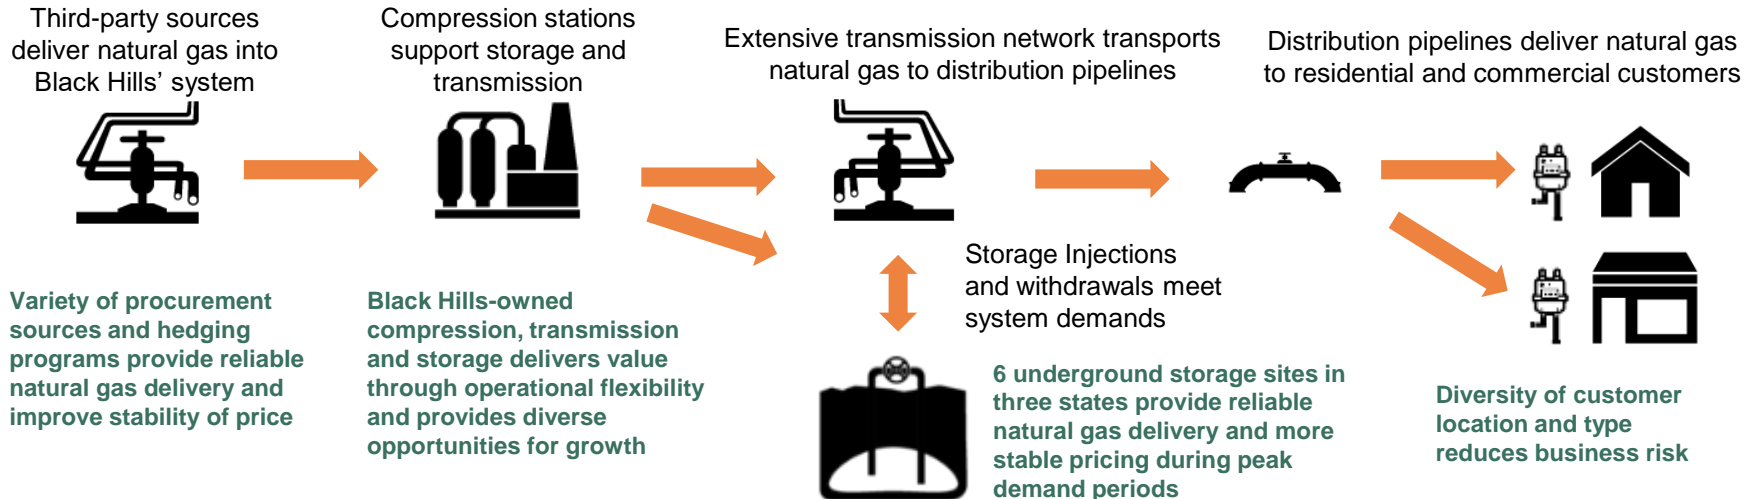 Third-party sources
deliver natural gas into
Black Hills’ system
Compression stations
support storage and
transmission
Extensive transmission network transports
natural gas to distribution pipelines
Distribution pipelines deliver natural gas
to residential and commercial customers
Storage Injections
and withdrawals meet
system demands
Variety of procurement
sources and hedging
programs provide reliable
natural gas delivery and
improve stability of price
Black Hills-owned
compression, transmission
and storage delivers value
through operational flexibility
and provides diverse
opportunities for growth
6 underground storage sites in
three states provide reliable
natural gas delivery and more
stable pricing during peak
demand periods
Diversity of customer
location and type
reduces business risk